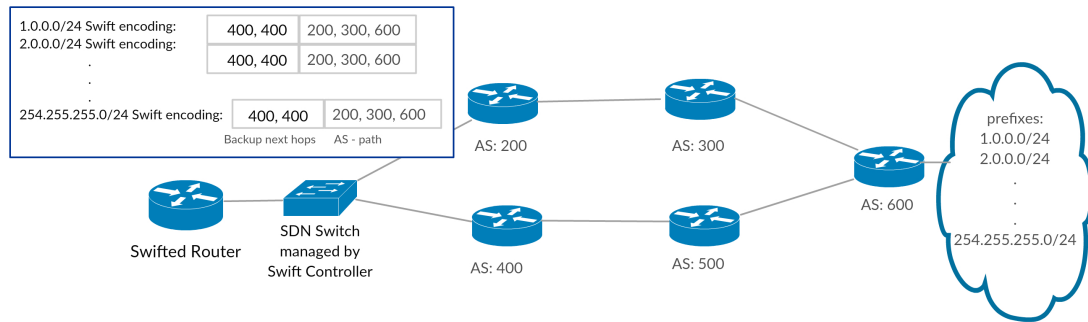 1.0.0.0/24 Swift encoding:
400, 400
200, 300, 600
2.0.0.0/24 Swift encoding:
400, 400
200, 300, 600
.
.
.
254.255.255.0/24 Swift encoding:
400, 400
200, 300, 600
Backup next hops
AS - path
AS: 200
AS: 300
prefixes:
1.0.0.0/24
2.0.0.0/24
.
.
.
254.255.255.0/24
AS: 600
Swifted Router
SDN Switch
managed by
Swift Controller
AS: 400
AS: 500